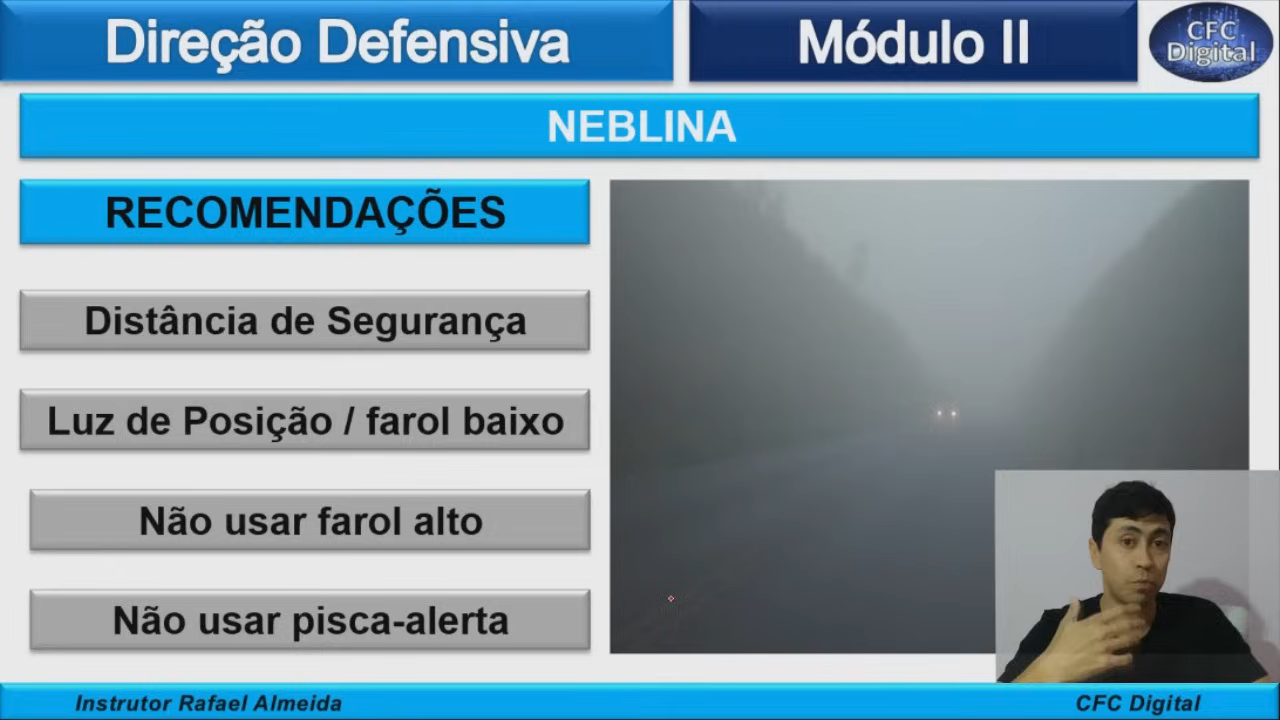 Direção Defensiva
Módulo II
CFC
Digital
NEBLINA
RECOMENDAÇÕES
Distância de Segurança
Luz de Posição / farol baixo
Não usar farol alto
Não usar pisca-alerta
Instrutor Rafael Almeida
CFC Digital